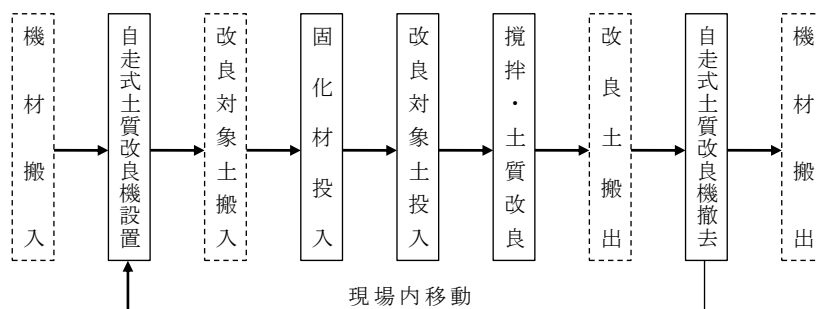 機材搬入
自走式土質改良機設置
改良対象土搬入
固化材投入
改良対象土投入
撹拌・土質改良
改良土搬出
自走式土質改良機撤去
機材搬出
現場内移動